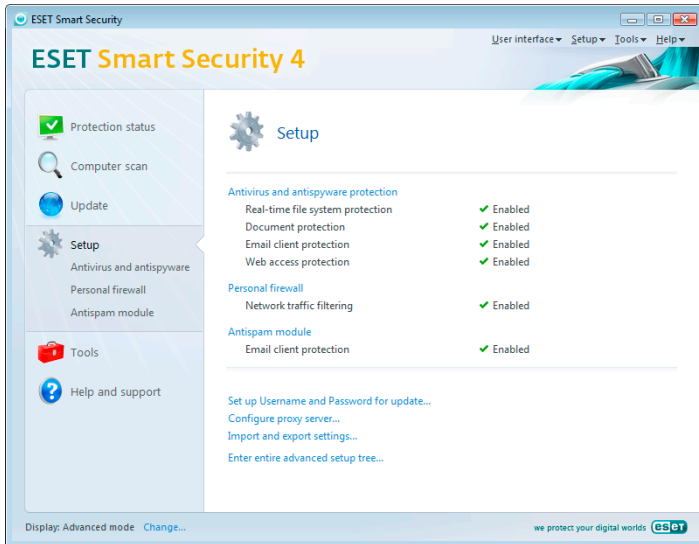 ESET Smart Security
User interface Setup Tools Help
ESET Smart Security 4
Protection status
Computer scan
Update
Setup
Antivirus and antispyware
Personal firewall
Antispam module
Tools
Help and support
Setup
Antivirus and antispyware protection
Real-time file system protection Enabled
Document protection Enabled
Email client protection Enabled
Web access protection Enabled
Personal firewall
Network traffic filtering Enabled
Antispam module
Email client protection Enabled
Set up Username and Password for update...
Configure proxy server...
Import and export settings...
Enter entire advanced setup tree...
Display: Advanced mode Change...
we protect your digital worlds eset